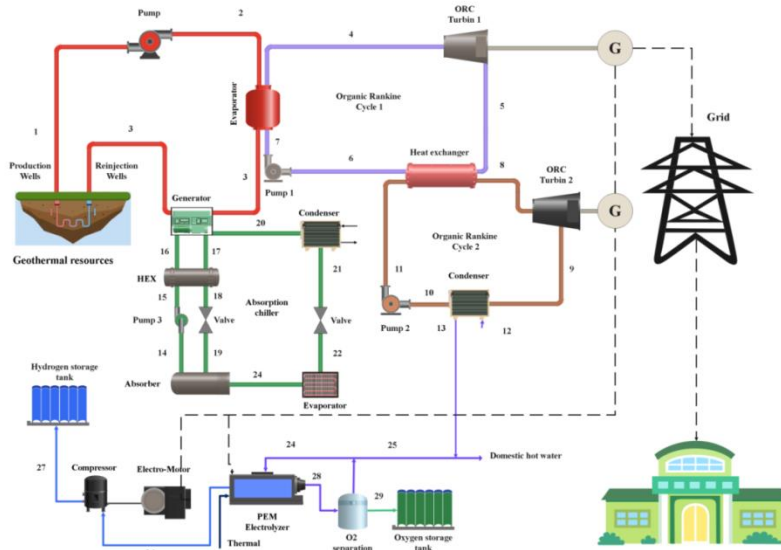 Pump
2
4
ORC
Turbin 1
G
Evaporator
Organic Rankine
Cycle 1
5
Grid
1
3
7
6
Heat exchanger
8
ORC
Turbin 2
Production
Wells
Reinjection
Wells
3
Pump 1
Generator
G
Condenser
20
Organic Rankine
Cycle 2
Geothermal resources
16
17
21
11
Condenser
9
HEX
15
18
Absorption
chiller
10
Pump 3
Valve
Valve
Pump 2
13
12
14
19
22
Absorber
24
Evaporator
Hydrogen storage
tank
24
25
Domestic hot water
27
Compressor
Electro-Motor
28
29
PEM
Electrolyzer
O2
separation
Oxygen storage
tank
Thermal